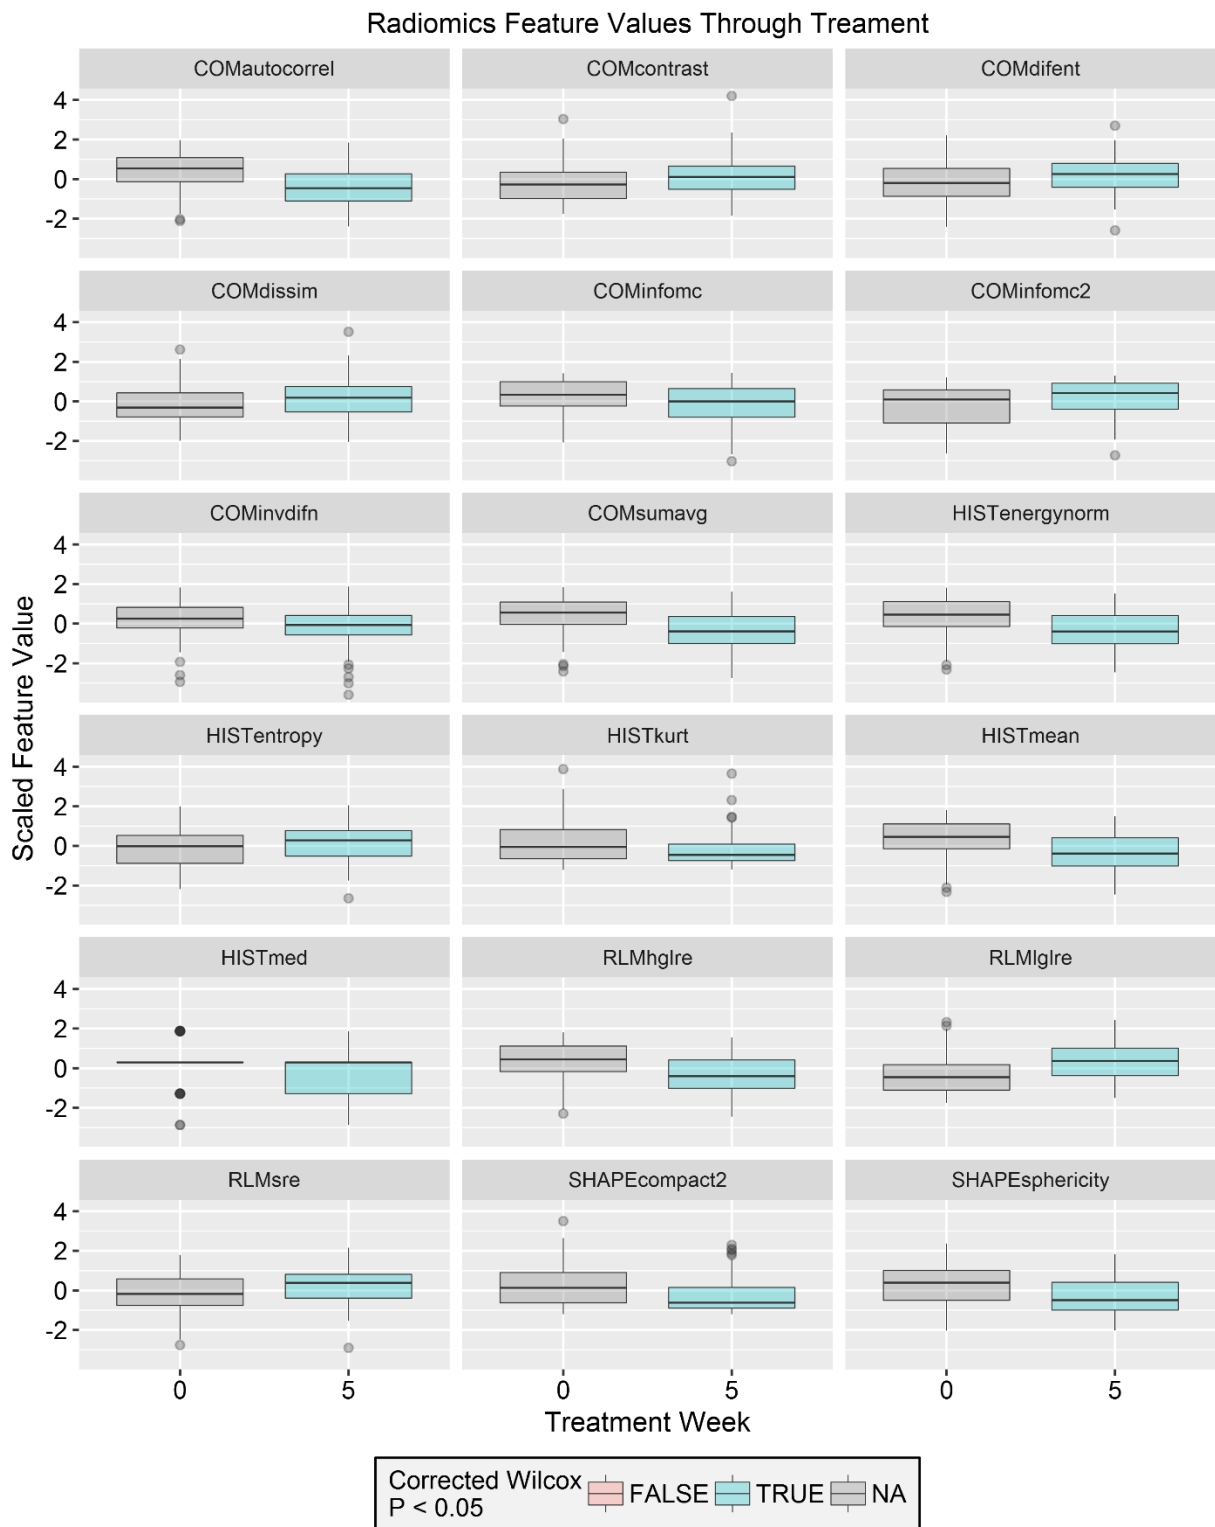 Radiomics Feature Values Through Treament
COMautocorrel COMcontrast COMdifent
4
2
0
-2
COMdissim COMinfomc COMinfomc2
4
2
0
-2
COMinvdifn COMsumavg HISTenergynorm
4
2
0
-2
HISTentropy HISTkurt HISTmean
4
2
0
-2
HISTmed RLMhglre RLMlglre
4
2
0
-2
RLMsre SHAPEcompact2 SHAPEsphericity
4
2
0
-2
Scaled Feature Value
0 5 0 5 0 5
Treatment Week
Corrected Wilcox
P < 0.05
FALSE TRUE NA